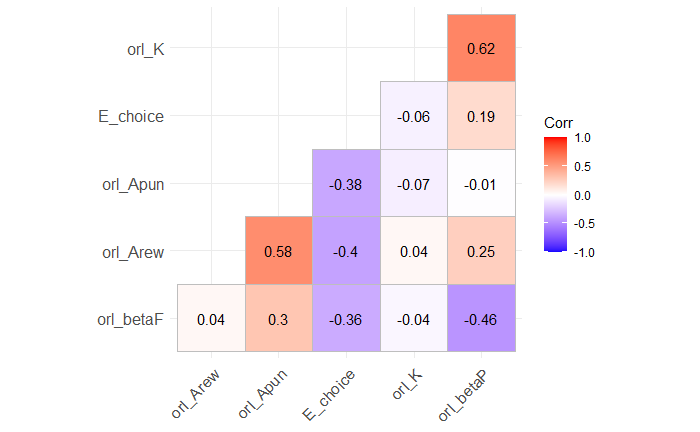 orl_K
0.62
E_choice
-0.06
0.19
orl_Apun
-0.38
-0.07
-0.01
orl_Arew
0.58
-0.4
0.04
0.25
orl_betaF
0.04
0.3
-0.36
-0.04
-0.46
orl_Arew
orl_Apun
E_choice
orl_K
orl_betaP
Corr
1.0
0.5
0.0
-0.5
-1.0